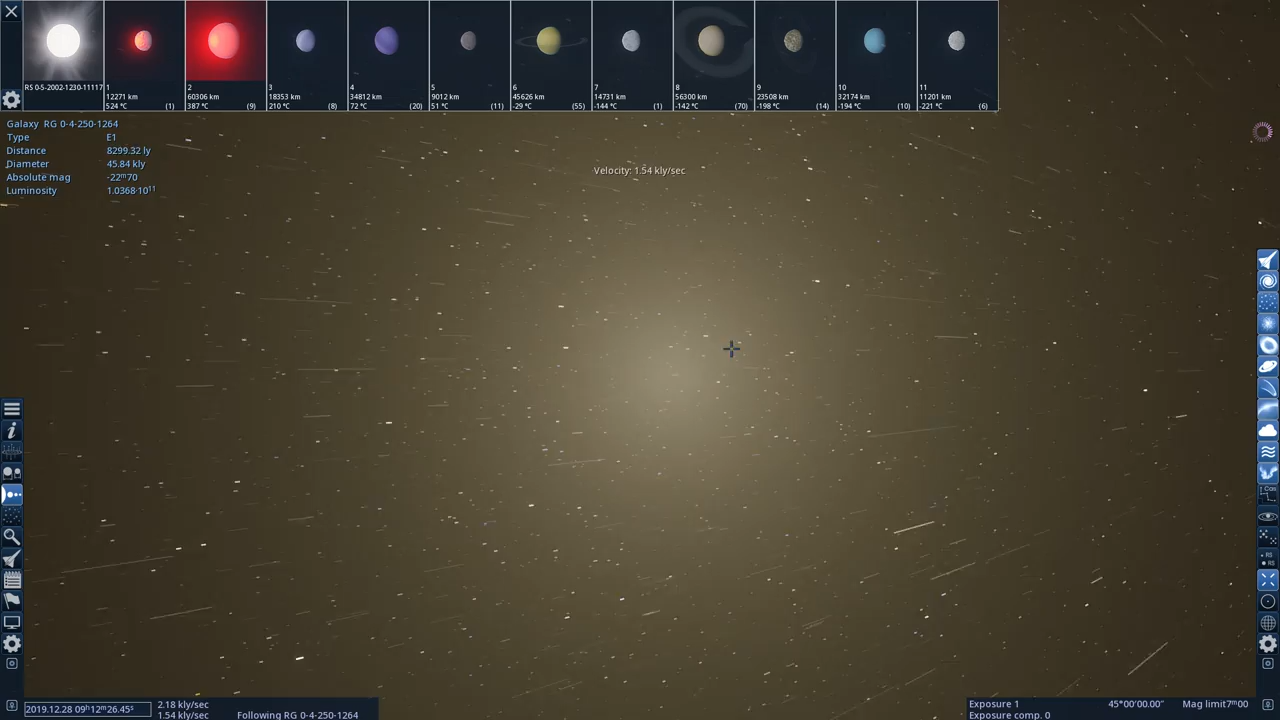 RS 0-5-2002-1230-11117
1
12271 km
524 ℃ (1)
2
60306 km
387 ℃ (9)
3
18353 km
210 ℃ (8)
4
34812 km
72 ℃ (20)
5
9012 km
51 ℃ (11)
6
45626 km
-29 ℃ (55)
7
14731 km
-144 ℃ (1)
8
56300 km
-142 ℃ (70)
9
23508 km
-198 ℃ (14)
10
32174 km
-194 ℃ (10)
11
11201 km
-221 ℃ (6)
Galaxy RG 0-4-250-1264
Type E1
Distance 8299.32 ly
Diameter 45.84 kly
Absolute mag -22ᵐ70
Luminosity 1.0368·10¹¹
Velocity: 1.54 kly/sec
2019.12.28 09ʰ12ᵐ26.45ˢ
2.18 kly/sec
1.54 kly/sec
Following RG 0-4-250-1264
Exposure 1 45°00'00.00" Mag limit7ᵐ00
Exposure comp. 0